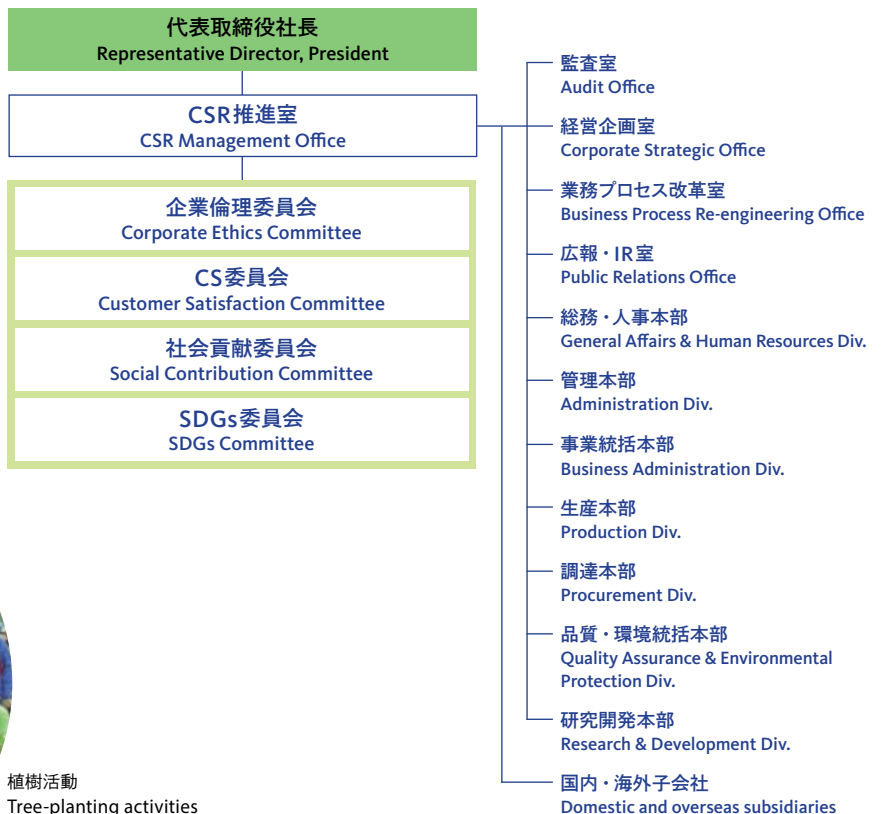 代表取締役社長
Representative Director, President
CSR推進室
CSR Management Office
企業倫理委員会
Corporate Ethics Committee
CS委員会
Customer Satisfaction Committee
社会貢献委員会
Social Contribution Committee
SDGs委員会
SDGs Committee
監査室
Audit Office
経営企画室
Corporate Strategic Office
業務プロセス改革室
Business Process Re-engineering Office
広報・IR室
Public Relations Office
総務・人事本部
General Affairs & Human Resources Div.
管理本部
Administration Div.
事業統括本部
Business Administration Div.
生産本部
Production Div.
調達本部
Procurement Div.
品質・環境統括本部
Quality Assurance & Environmental
Protection Div.
研究開発本部
Research & Development Div.
国内・海外子会社
Domestic and overseas subsidiaries
植樹活動
Tree-planting activities